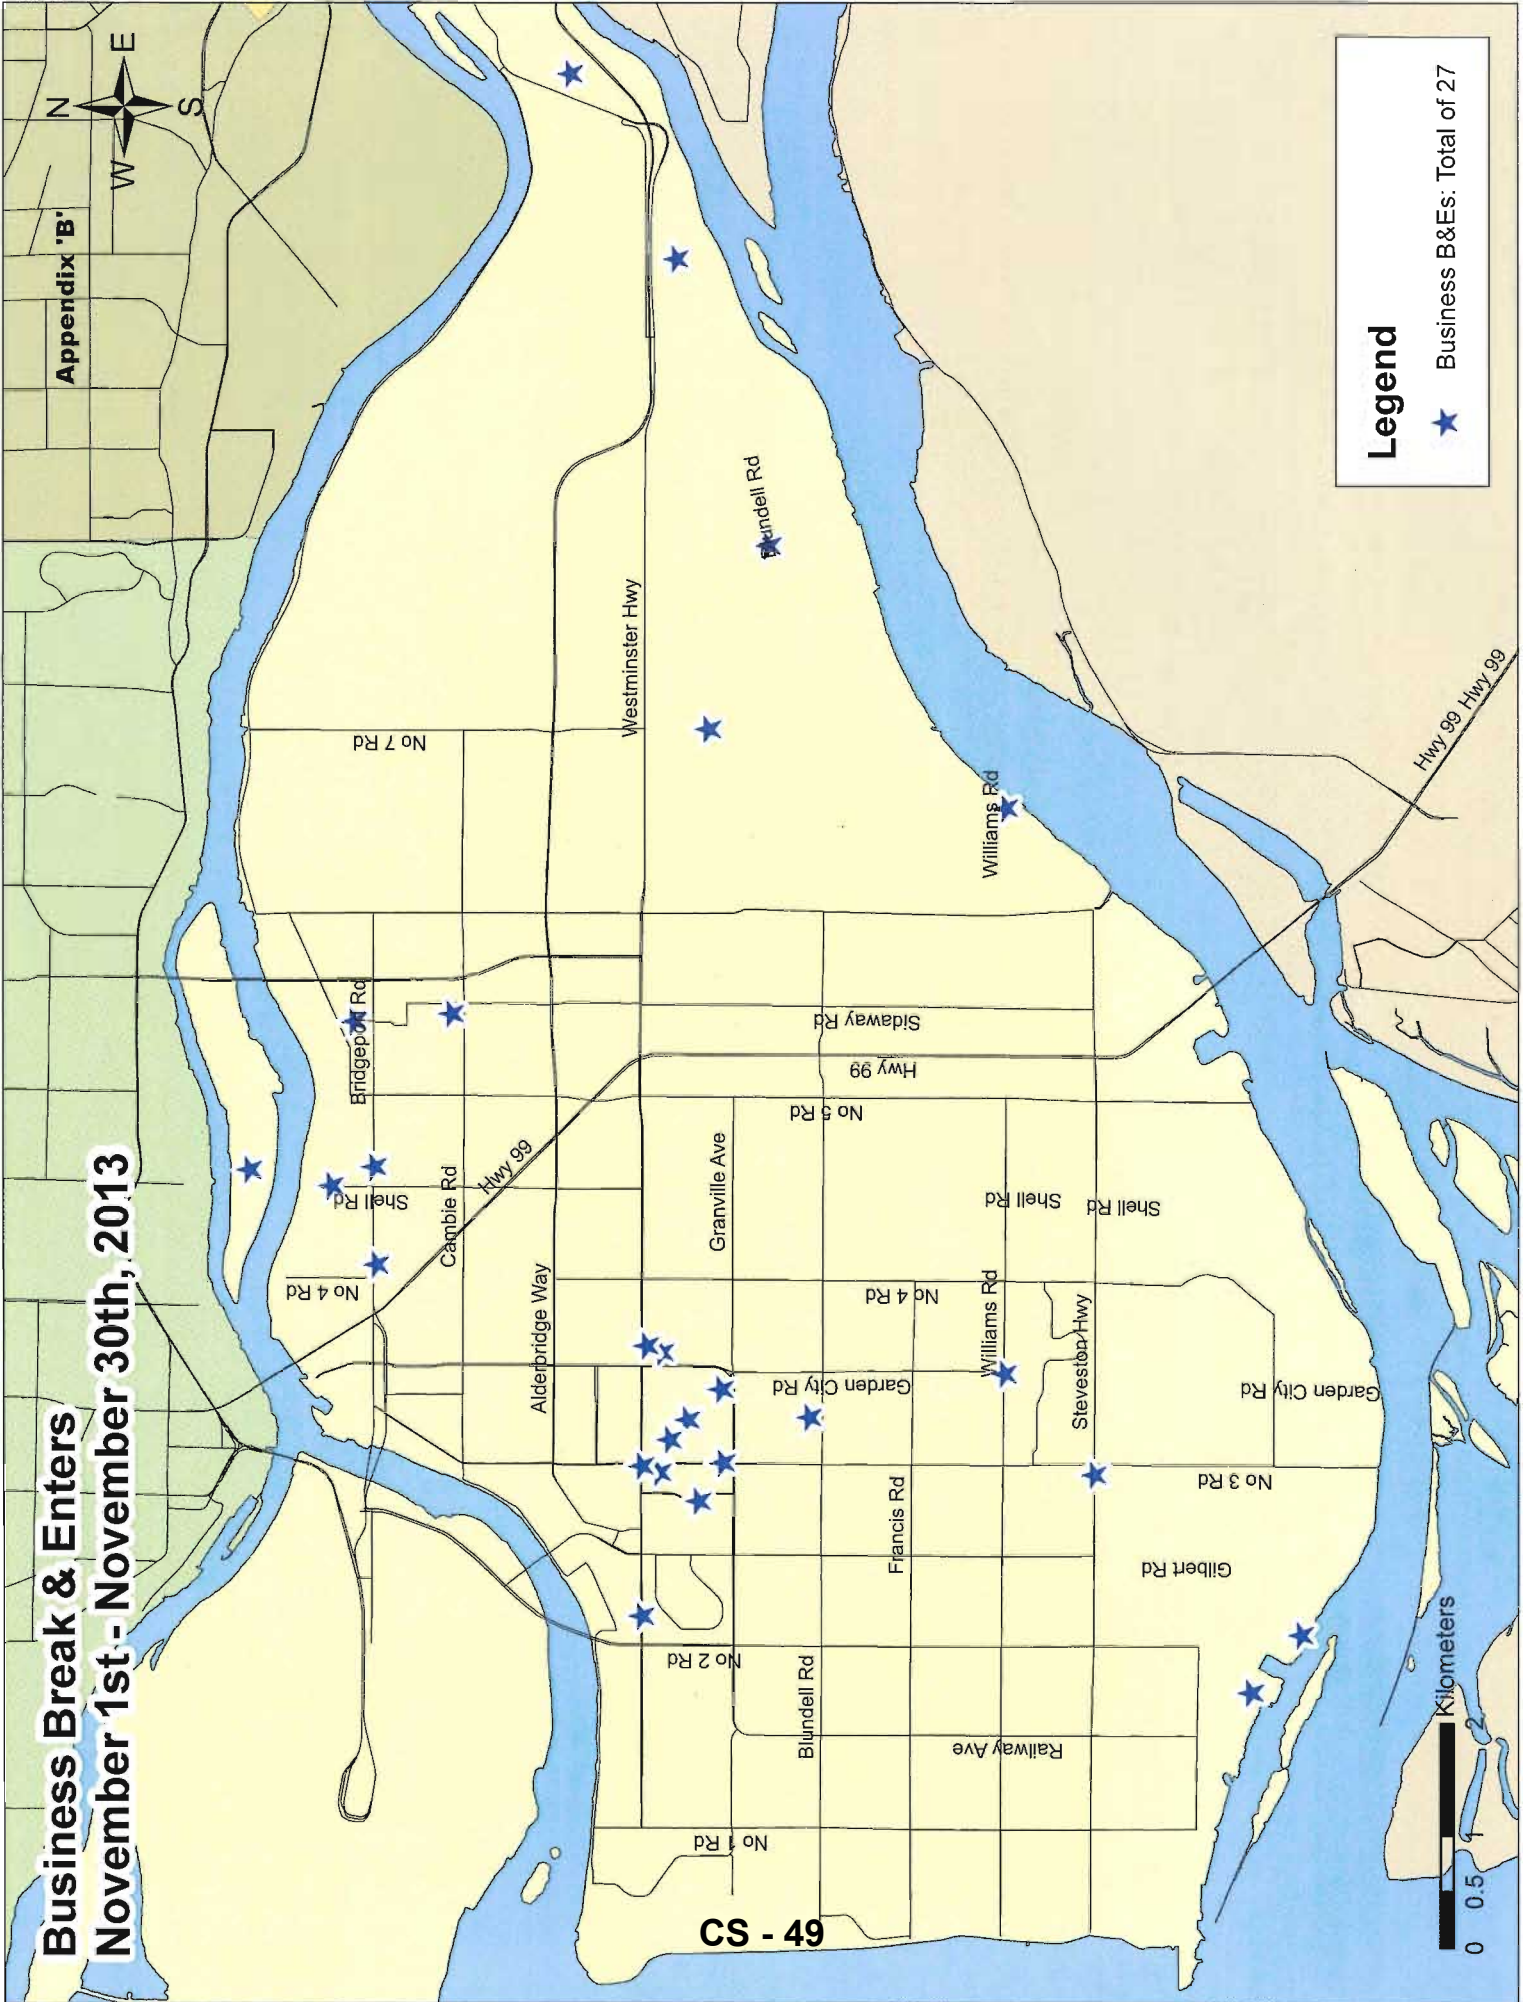 Business Break & Enters
November 1st - November 30th, 2013
Appendix 'B'
N
W
E
S
No 7 Rd
Westminster Hwy
Blundell Rd
Williams Rd
Bridgeport Rd
Sidaway Rd
Hwy 99
No 5 Rd
Shell Rd
Cambie Rd
Hwy 99
Granville Ave
Shell Rd
Shell Rd
No 4 Rd
Alderbridge Way
No 4 Rd
Williams Rd
Steveston Hwy
Garden City Rd
Garden City Rd
No 3 Rd
Francis Rd
Gilbert Rd
No 2 Rd
Blundell Rd
Railway Ave
No 1 Rd
Hwy 99
Hwy 99
Legend
Business B&Es: Total of 27
0 0.5 1 2
Kilometers
CS - 49